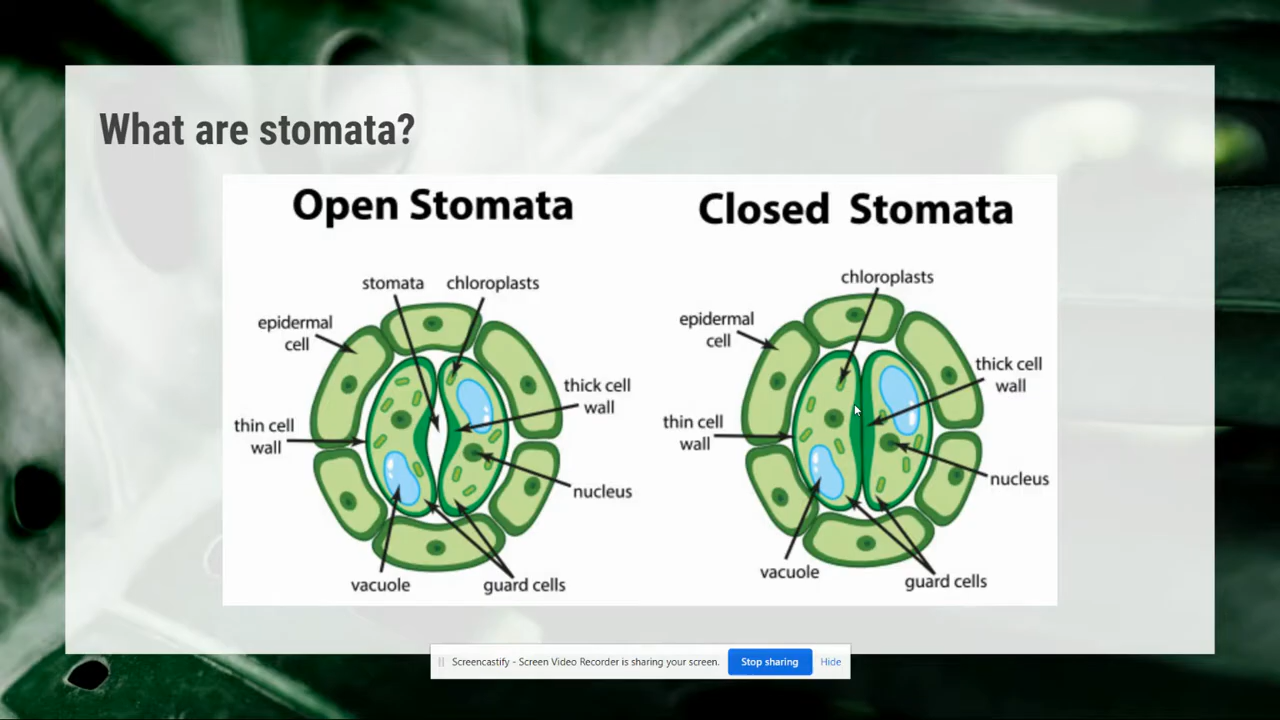 What are stomata?
Open Stomata
stomata
chloroplasts
epidermal
cell
thick cell
wall
thin cell
wall
nucleus
vacuole
guard cells
Closed Stomata
chloroplasts
epidermal
cell
thick cell
wall
thin cell
wall
nucleus
vacuole
guard cells
Screencastify - Screen Video Recorder is sharing your screen.
Stop sharing
Hide